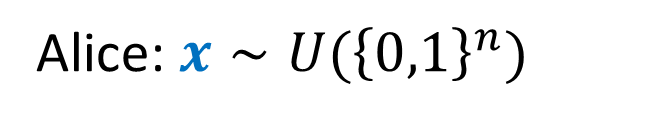 Alice: 𝒙 ~ 𝑈({0,1}ⁿ)